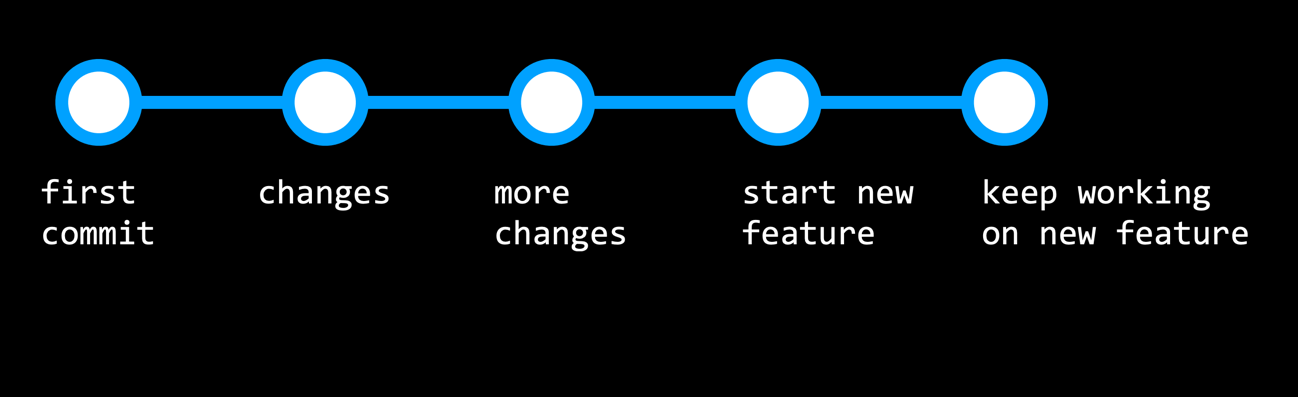 first
commit
changes
more
changes
start new
feature
keep working
on new feature